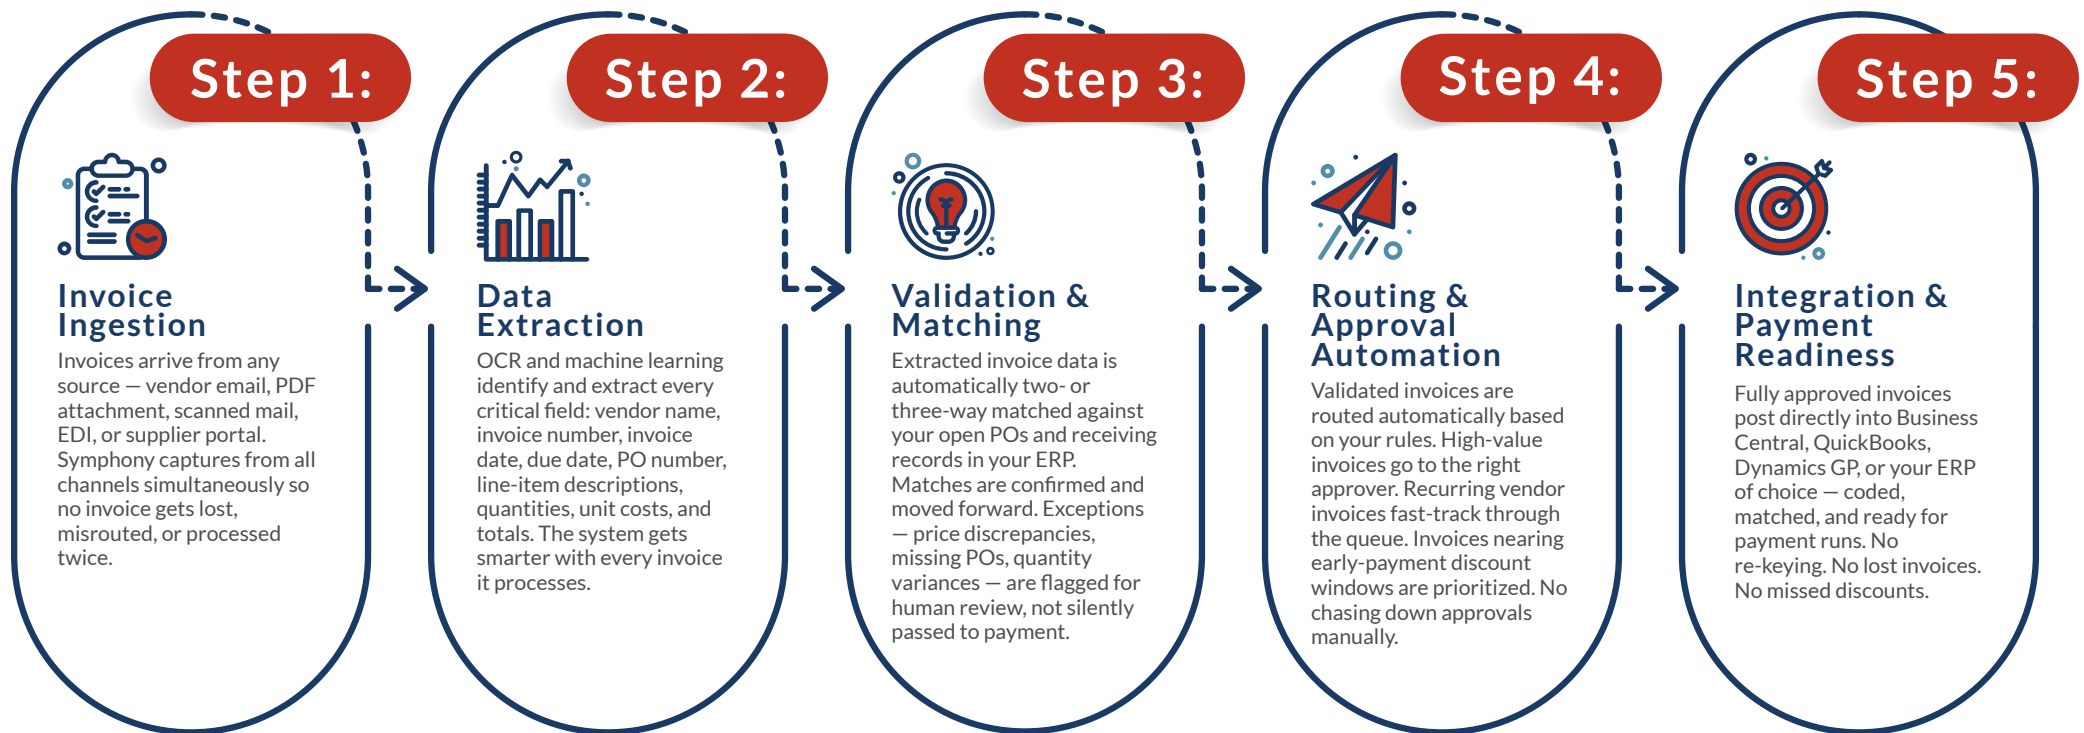 Step 1:
Invoice
Ingestion
Invoices arrive from any
source — vendor email, PDF
attachment, scanned mail,
EDI, or supplier portal.
Symphony captures from all
channels simultaneously so
no invoice gets lost,
misrouted, or processed
twice.
Step 2:
Data
Extraction
OCR and machine learning
identify and extract every
critical field: vendor name,
invoice number, invoice
date, due date, PO number,
line-item descriptions,
quantities, unit costs, and
totals. The system gets
smarter with every invoice
it processes.
Step 3:
Validation &
Matching
Extracted invoice data is
automatically two- or
three-way matched against
your open POs and receiving
records in your ERP.
Matches are confirmed and
moved forward. Exceptions
— price discrepancies,
missing POs, quantity
variances — are flagged for
human review, not silently
passed to payment.
Step 4:
Routing &
Approval
Automation
Validated invoices are
routed automatically based
on your rules. High-value
invoices go to the right
approver. Recurring vendor
invoices fast-track through
the queue. Invoices nearing
early-payment discount
windows are prioritized. No
chasing down approvals
manually.
Step 5:
Integration &
Payment
Readiness
Fully approved invoices
post directly into Business
Central, QuickBooks,
Dynamics GP, or your ERP
of choice — coded,
matched, and ready for
payment runs. No
re-keying. No lost invoices.
No missed discounts.